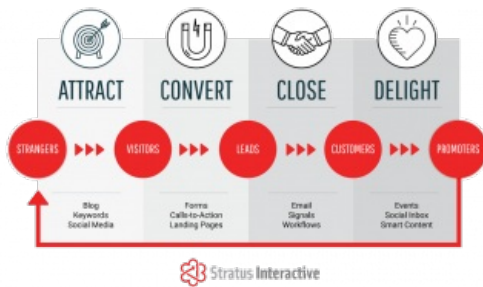 ATTRACT
CONVERT
CLOSE
DELIGHT
STRANGERS
VISITORS
LEADS
CUSTOMERS
PROMOTERS
Blog
Keywords
Social Media
Forms
Calls-to-Action
Landing Pages
Email
Signals
Workflows
Events
Social Inbox
Smart Content
Stratus Interactive